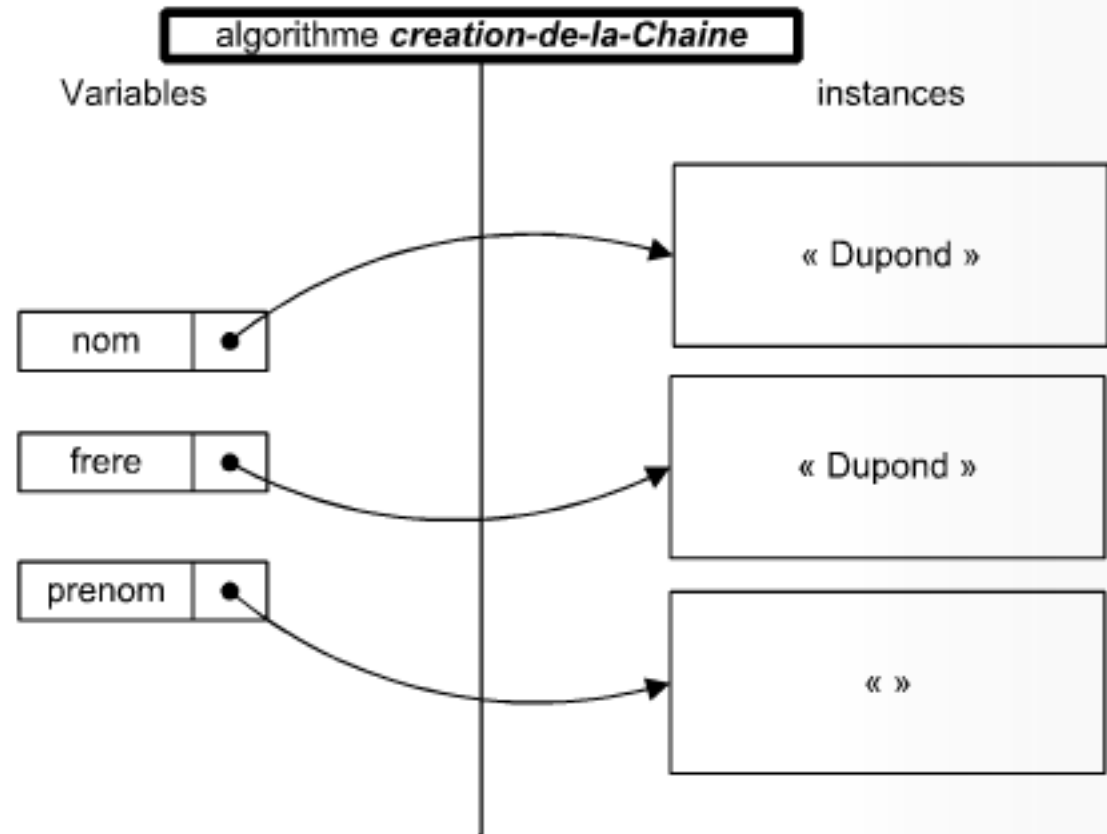 algorithme creation-de-la-Chaine
Variables
instances
« Dupond »
nom
frere
« Dupond »
prenom
« »